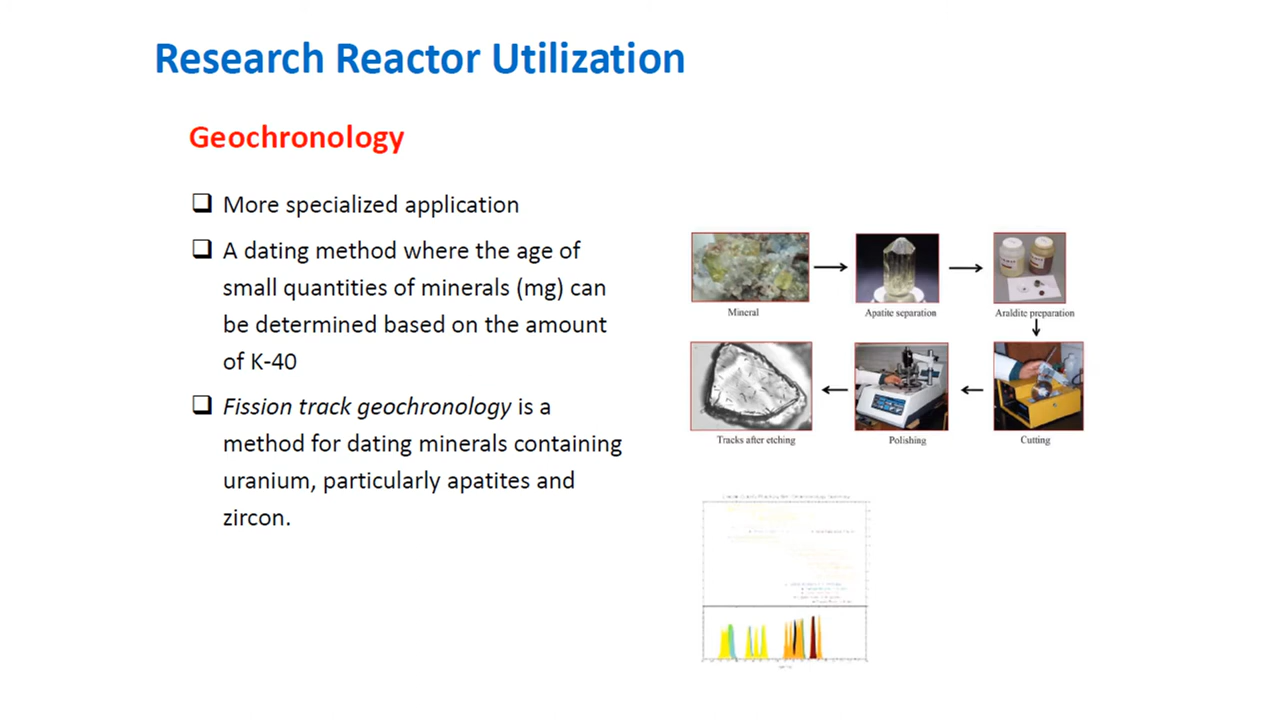 Research Reactor Utilization
Geochronology
More specialized application
A dating method where the age of
small quantities of minerals (mg) can
be determined based on the amount
of K-40
Fission track geochronology is a
method for dating minerals containing
uranium, particularly apatites and
zircon.
Mineral
Apatite separation
Araldite preparation
Tracks after etching
Polishing
Cutting